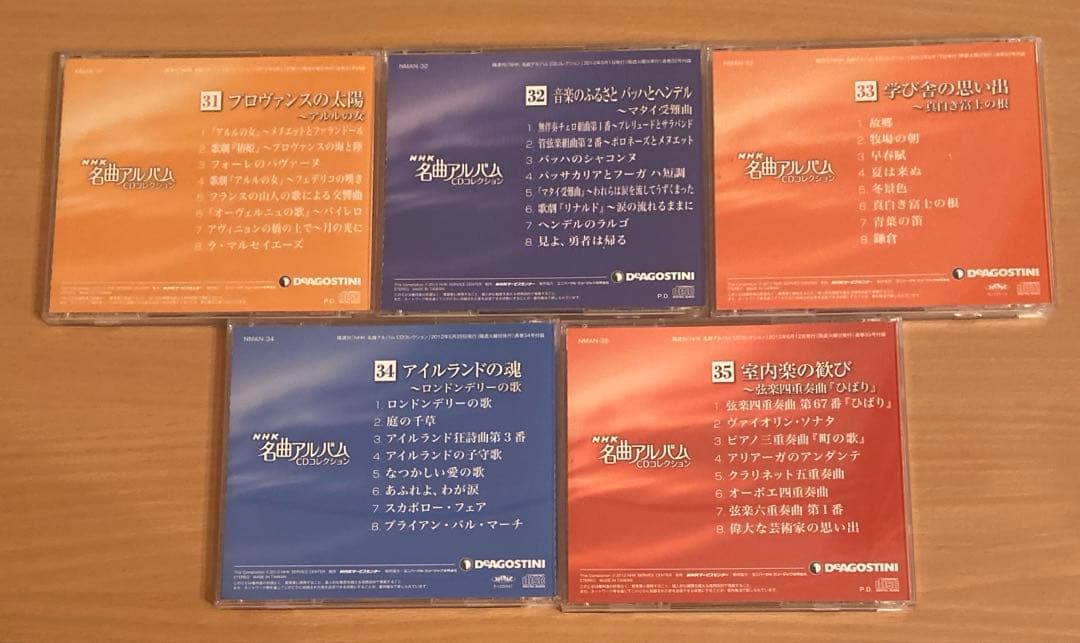 31 プロヴァンスの太陽
～アルルの女
1 「アルルの女」～メヌエットとファランドール
2 歌劇「椿姫」～プロヴァンスの海と陸
3 フォーレのパヴァーヌ
4 歌劇「アルルの女」～フェデリコの嘆き
5 フランスの山人の歌による交響曲
6 「オーヴェルニュの歌」～バイレロ
7 アヴィニョンの橋の上で～月の光に
8 ラ・マルセイエーズ
NHK
名曲アルバム
CDコレクション
DeAGOSTINI
P.D.
NMAN-32
32 音楽のふるさと バッハとヘンデル
～マタイ受難曲
1 無伴奏チェロ組曲第1番～プレリュードとサラバンド
2 管弦楽組曲第2番～ポロネーズとメヌエット
3 バッハのシャコンヌ
4 パッサカリアとフーガ ハ短調
5 「マタイ受難曲」～われらは涙を流してうずくまった
6 歌劇「リナルド」～涙の流れるままに
7 ヘンデルのラルゴ
8 見よ、勇者は帰る
NHK
名曲アルバム
CDコレクション
DeAGOSTINI
P.D.
33 学び舎の思い出
～真白き富士の根
1 故郷
2 牧場の朝
3 早春賦
4 夏は来ぬ
5 冬景色
6 真白き富士の根
7 青葉の笛
8 鎌倉
NHK
名曲アルバム
CDコレクション
DeAGOSTINI
NMAN-34
34 アイルランドの魂
～ロンドンデリーの歌
1 ロンドンデリーの歌
2 庭の千草
3 アイルランド狂詩曲第3番
4 アイルランドの子守歌
5 なつかしい愛の歌
6 あふれよ、わが涙
7 スカボロー・フェア
8 ブライアン・バル・マーチ
NHK
名曲アルバム
CDコレクション
DeAGOSTINI
NMAN-35
35 室内楽の歓び
～弦楽四重奏曲『ひばり』
1 弦楽四重奏曲 第67番『ひばり』
2 ヴァイオリン・ソナタ
3 ピアノ三重奏曲『町の歌』
4 アリアーガのアンダンテ
5 クラリネット五重奏曲
6 オーボエ四重奏曲
7 弦楽六重奏曲 第1番
8 偉大な芸術家の思い出
NHK
名曲アルバム
CDコレクション
DeAGOSTINI
P.D.